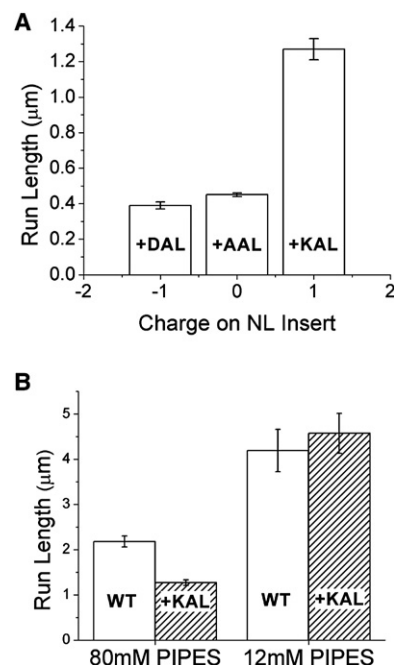 A
Run Length (μm)
1.4
1.2
1.0
0.8
0.6
0.4
0.2
0.0
+DAL
+AAL
+KAL
-2
-1
0
1
2
Charge on NL Insert
B
Run Length (μm)
5
4
3
2
1
0
WT
+KAL
WT
+KAL
80mM PIPES
12mM PIPES